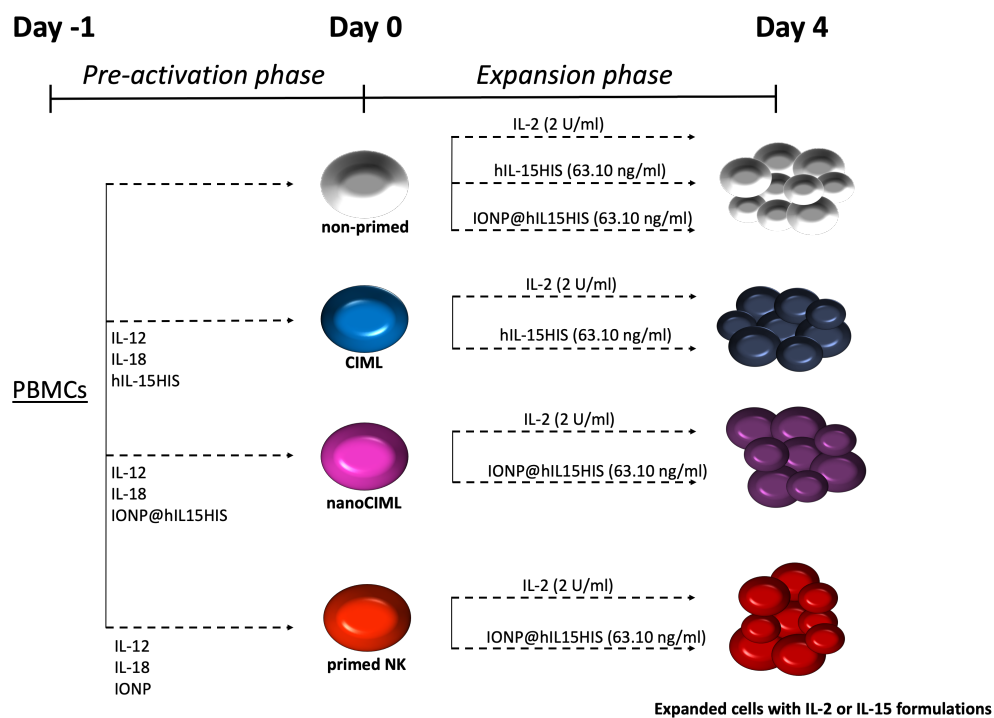 Day -1
Day 0
Day 4
Pre-activation phase
Expansion phase
IL-2 (2 U/ml)
hIL-15HIS (63.10 ng/ml)
IONP@hIL15HIS (63.10 ng/ml)
non-primed
IL-2 (2 U/ml)
hIL-15HIS (63.10 ng/ml)
IL-12
IL-18
hIL-15HIS
CIML
PBMCs
IL-2 (2 U/ml)
IONP@hIL15HIS (63.10 ng/ml)
IL-12
IL-18
IONP@hIL15HIS
nanoCIML
IL-2 (2 U/ml)
IONP@hIL15HIS (63.10 ng/ml)
IL-12
IL-18
IONP
primed NK
Expanded cells with IL-2 or IL-15 formulations